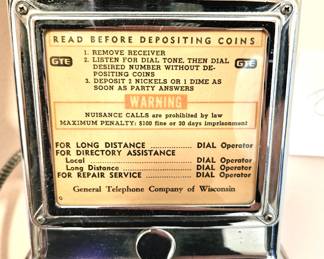 READ BEFORE DEPOSITING COINS
GTE
GTE
1. REMOVE RECEIVER
2. LISTEN FOR DIAL TONE, THEN DIAL
DESIRED NUMBER WITHOUT DE-
POSITING COINS
3. DEPOSIT 2 NICKELS OR 1 DIME AS
SOON AS PARTY ANSWERS
WARNING
NUISANCE CALLS are prohibited by law
MAXIMUM PENALTY: $100 fine or 30 days imprisonment
FOR LONG DISTANCE .............. DIAL Operator
FOR DIRECTORY ASSISTANCE
Local .............. DIAL Operator
Long Distance .............. DIAL Operator
FOR REPAIR SERVICE .............. DIAL Operator
General Telephone Company of Wisconsin